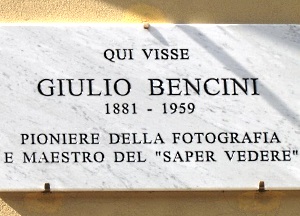 QUI VISSE
GIULIO BENCINI
1881 - 1959
PIONIERE DELLA FOTOGRAFIA
E MAESTRO DEL "SAPER VEDERE"